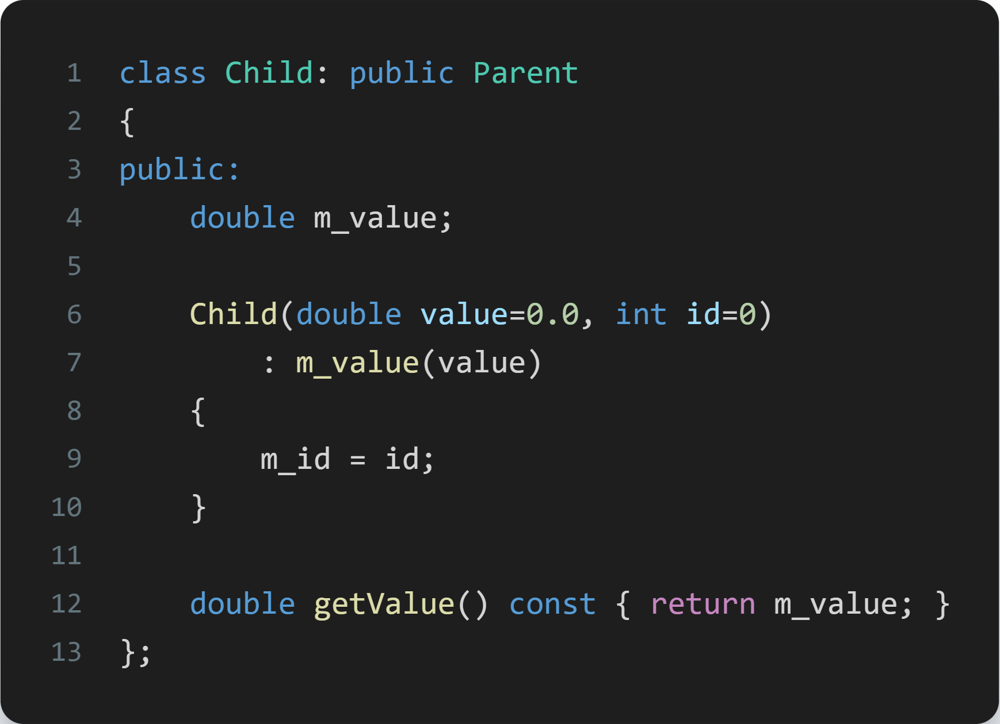 1 class Child: public Parent
2 {
3 public:
4     double m_value;
5
6     Child(double value=0.0, int id=0)
7         : m_value(value)
8     {
9         m_id = id;
10     }
11
12     double getValue() const { return m_value; }
13 };